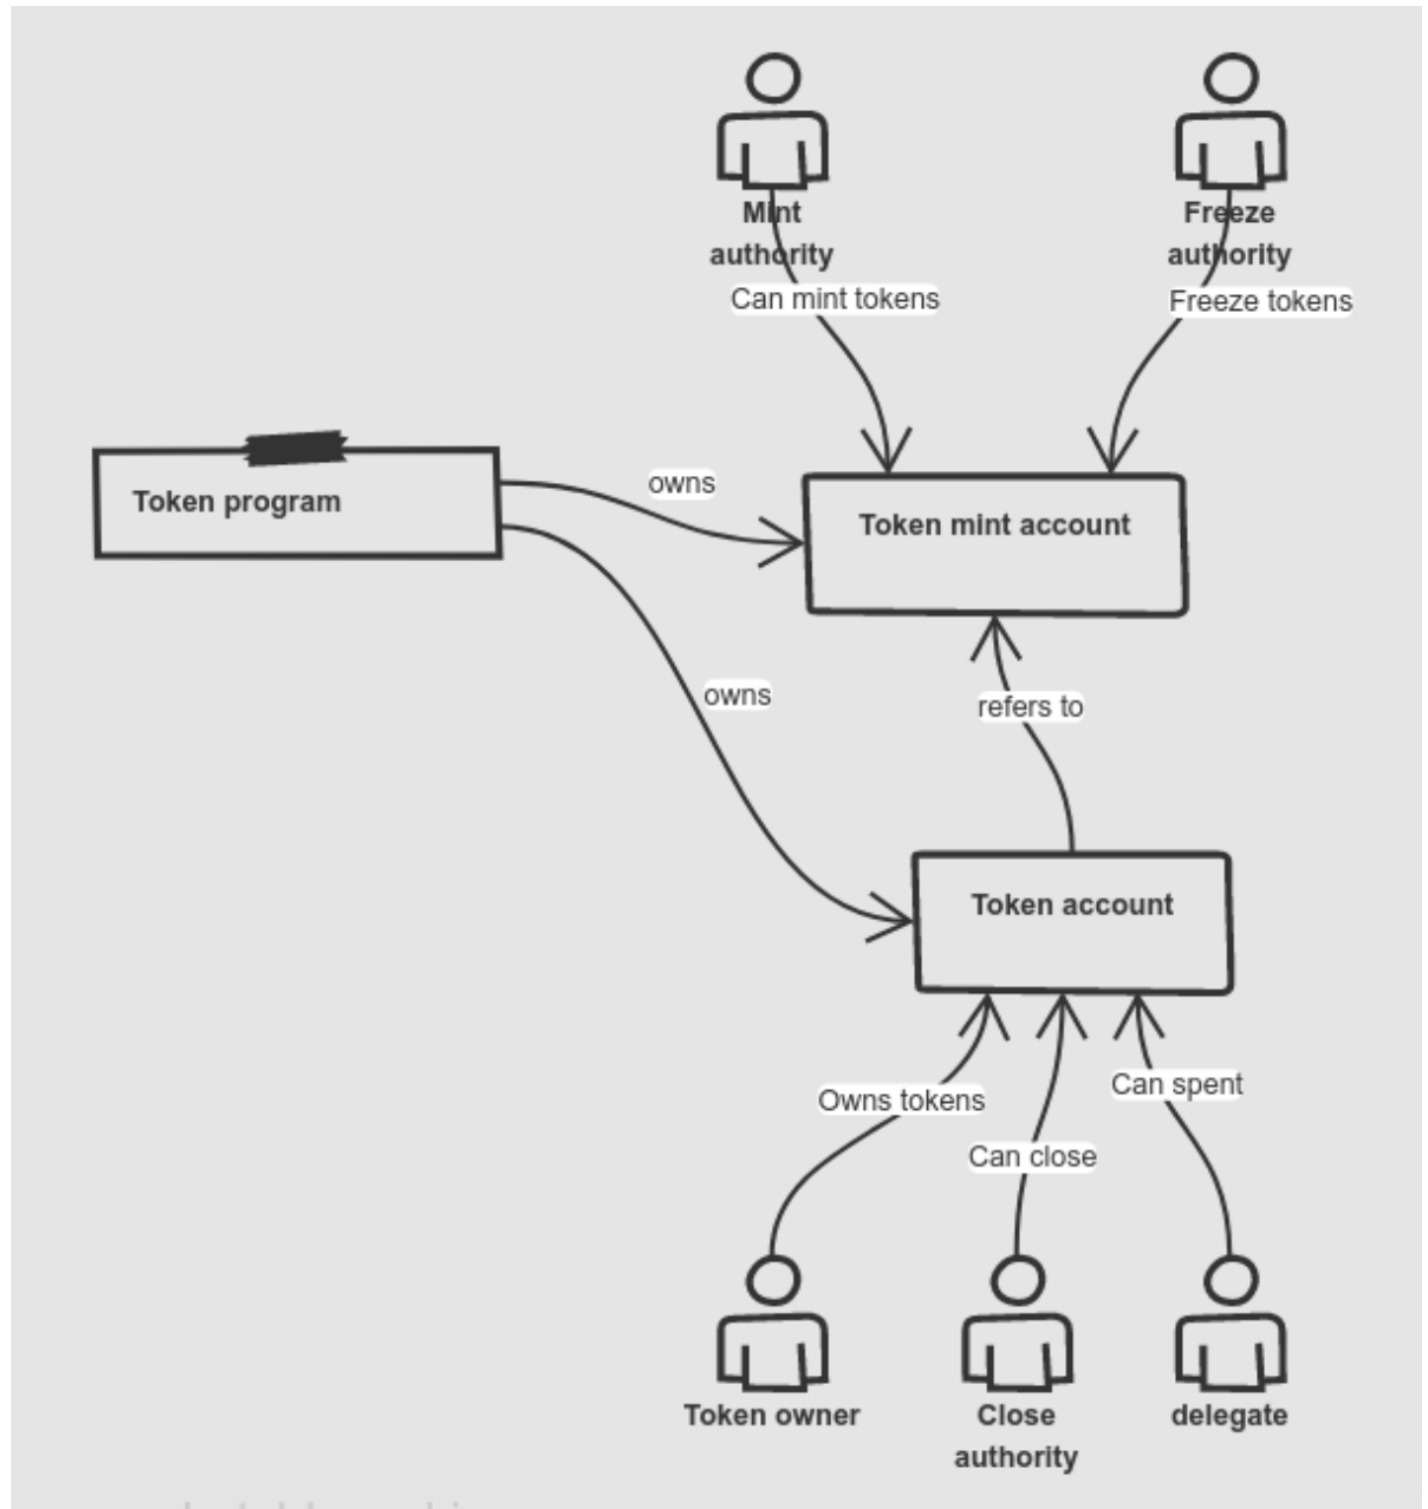 Mint
authority
Can mint tokens
Freeze
authority
Freeze tokens
Token program
owns
Token mint account
owns
refers to
Token account
Owns tokens
Can close
Can spent
Token owner
Close
authority
delegate